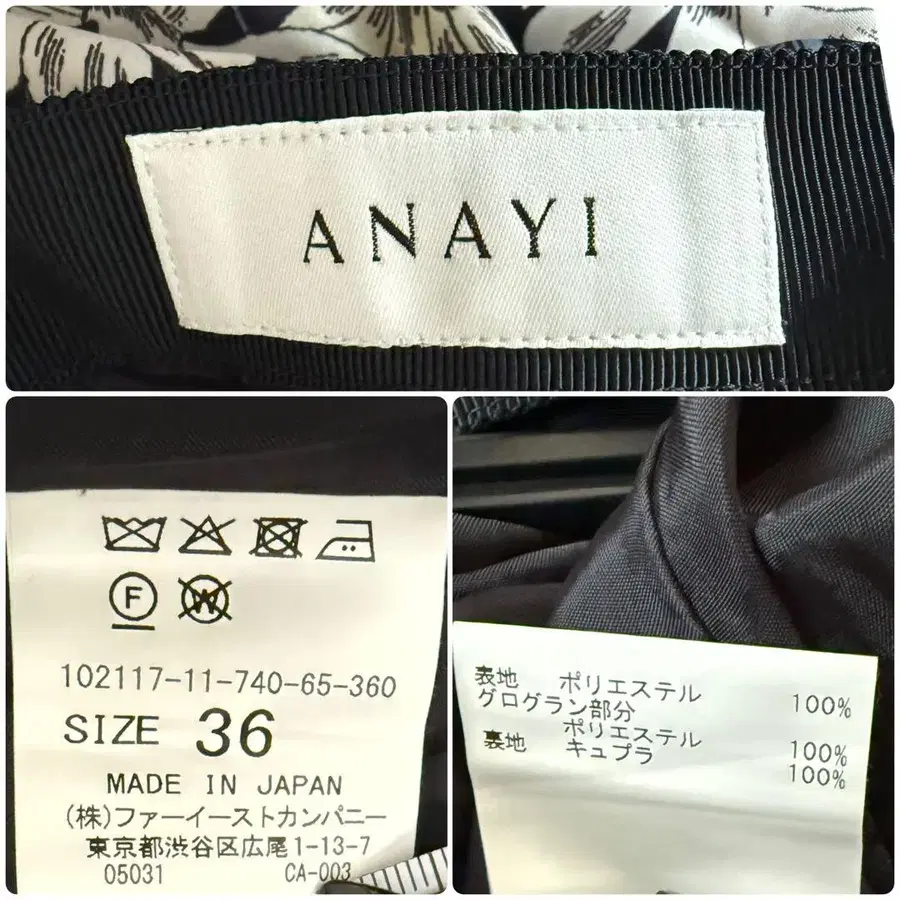 ANAYI
F W
102117-11-740-65-360
SIZE 36
MADE IN JAPAN
(株)ファーイーストカンパニー
東京都渋谷区広尾1-13-7
05031 CA-003
表地 ポリエステル 100%
グログラン部分
ポリエステル 100%
裏地 キュプラ 100%